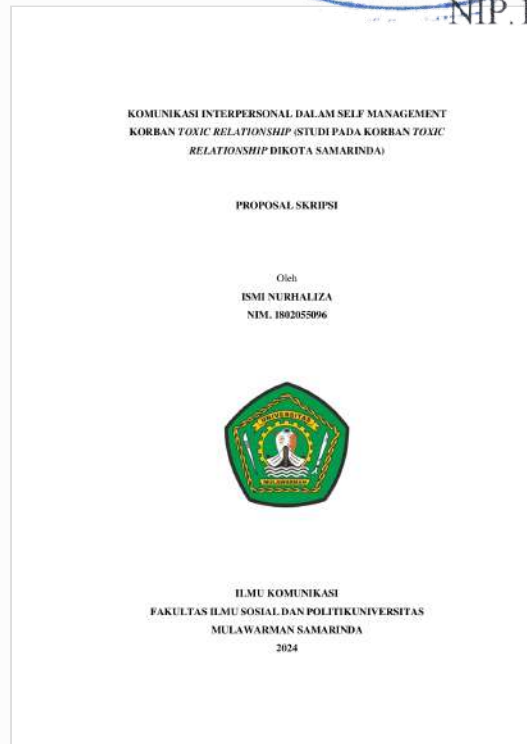 NIP. 1
KOMUNIKASI INTERPERSONAL DALAM SELF MANAGEMENT
KORBAN TOXIC RELATIONSHIP (STUDI PADA KORBAN TOXIC
RELATIONSHIP DIKOTA SAMARINDA)
PROPOSAL SKRIPSI
Oleh
ISMI NURHALIZA
NIM. 1802055096
UNIVERSITAS
MULAWARMAN
ILMU KOMUNIKASI
FAKULTAS ILMU SOSIAL DAN POLITIKUNIVERSITAS
MULAWARMAN SAMARINDA
2024